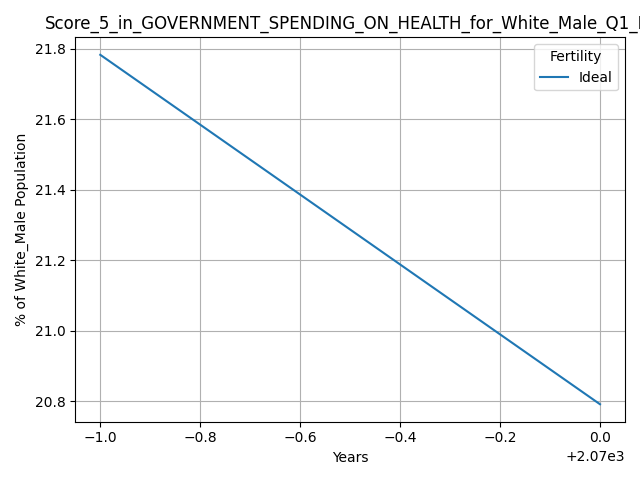 Score_5_in_GOVERNMENT_SPENDING_ON_HEALTH_for_White_Male_Q1_
Fertility
Ideal
21.8
21.6
21.4
21.2
21.0
20.8
% of White_Male Population
−1.0 −0.8 −0.6 −0.4 −0.2 0.0
+2.07e3
Years